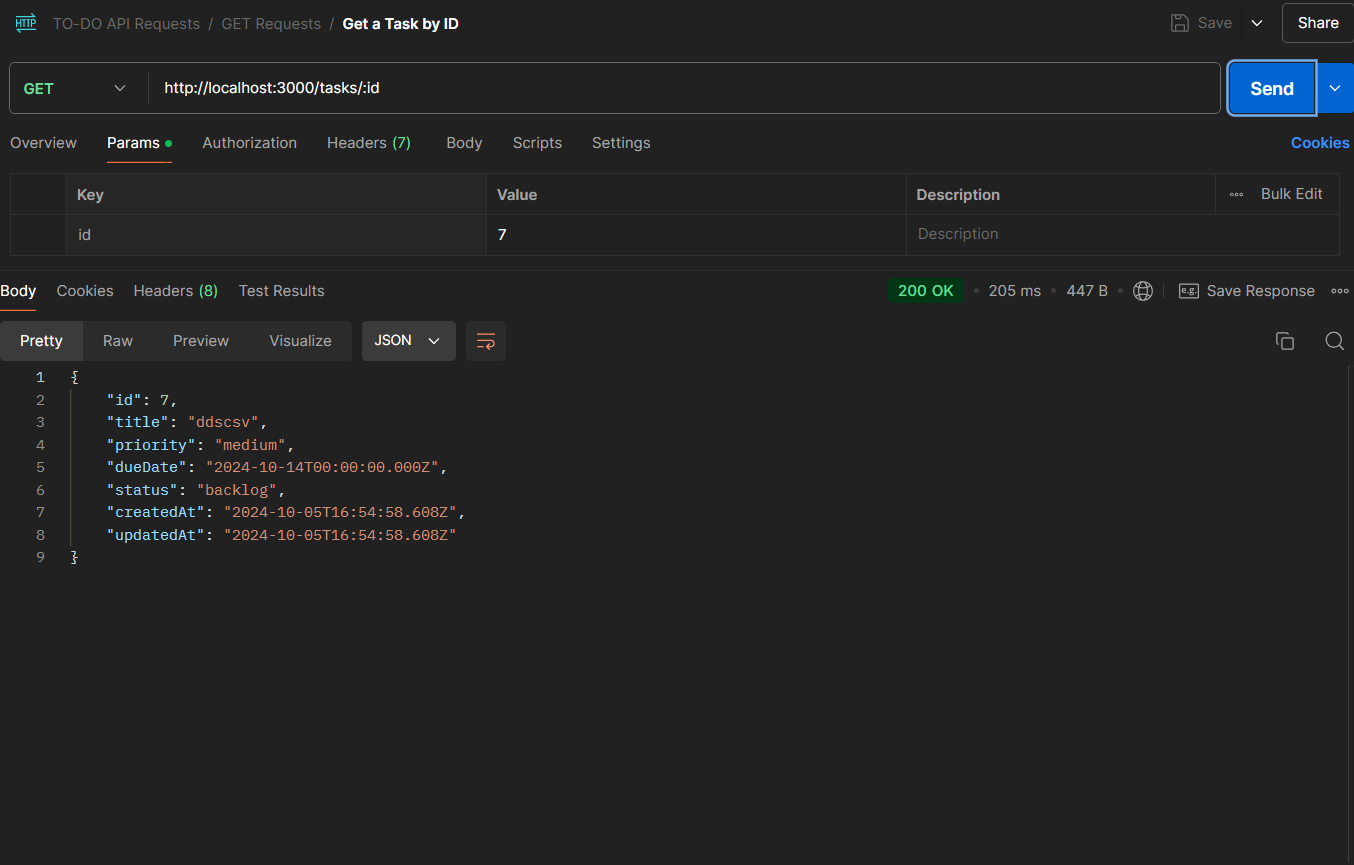 HTTP TO-DO API Requests / GET Requests / Get a Task by ID Save Share
GET http://localhost:3000/tasks/:id Send
Overview Params Authorization Headers (7) Body Scripts Settings Cookies
Key Value Description Bulk Edit
id 7 Description
Body Cookies Headers (8) Test Results 200 OK 205 ms 447 B e.g. Save Response
Pretty Raw Preview Visualize JSON
1 {
2 "id": 7,
3 "title": "ddscsv",
4 "priority": "medium",
5 "dueDate": "2024-10-14T00:00:00.000Z",
6 "status": "backlog",
7 "createdAt": "2024-10-05T16:54:58.608Z",
8 "updatedAt": "2024-10-05T16:54:58.608Z"
9 }